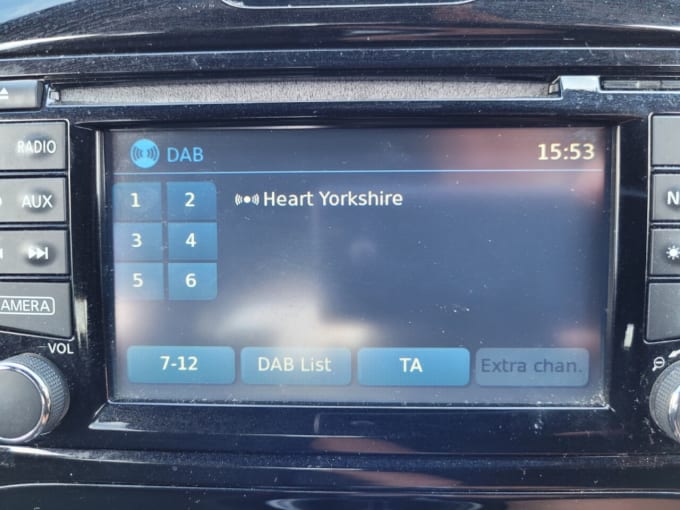 RADIO
AUX
CAMERA
VOL
DAB
15:53
1 2
3 4
5 6
Heart Yorkshire
7-12
DAB List
TA
Extra chan.